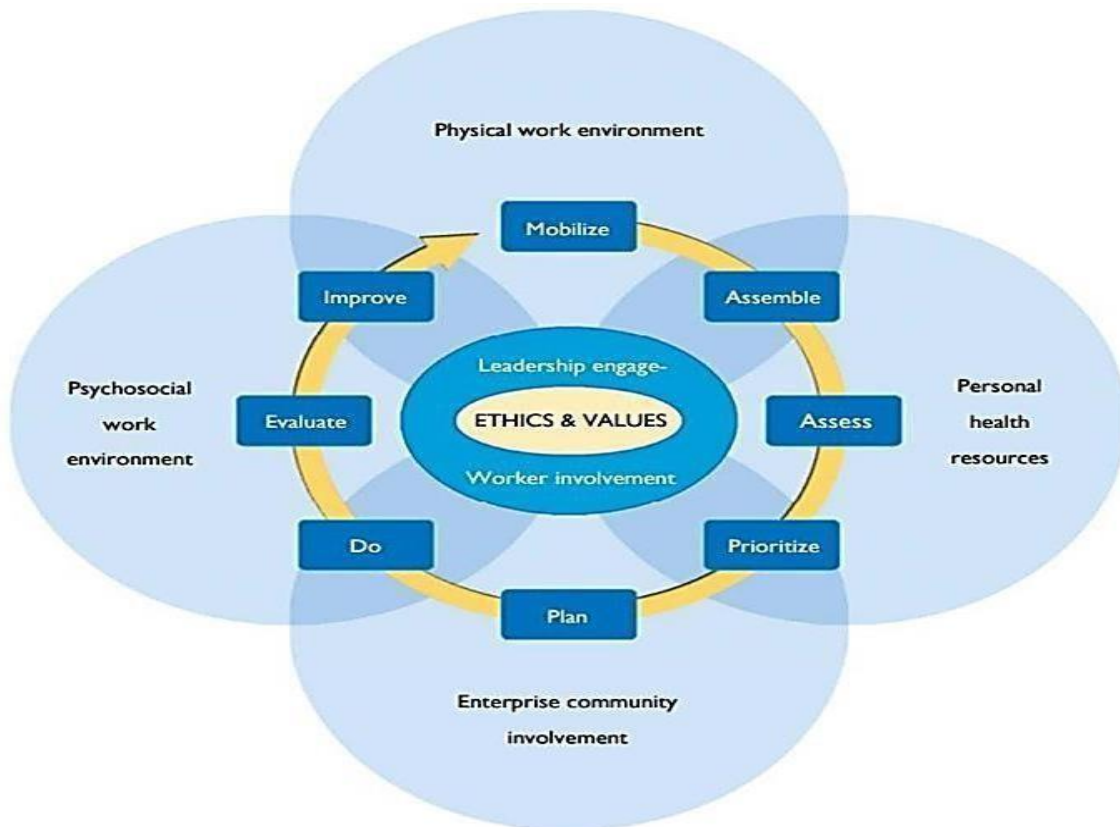 Physical work environment
Mobilize
Improve
Assemble
Leadership engage-
Psychosocial
work
environment
Evaluate
ETHICS & VALUES
Assess
Personal
health
resources
Worker involvement
Do
Prioritize
Plan
Enterprise community
involvement